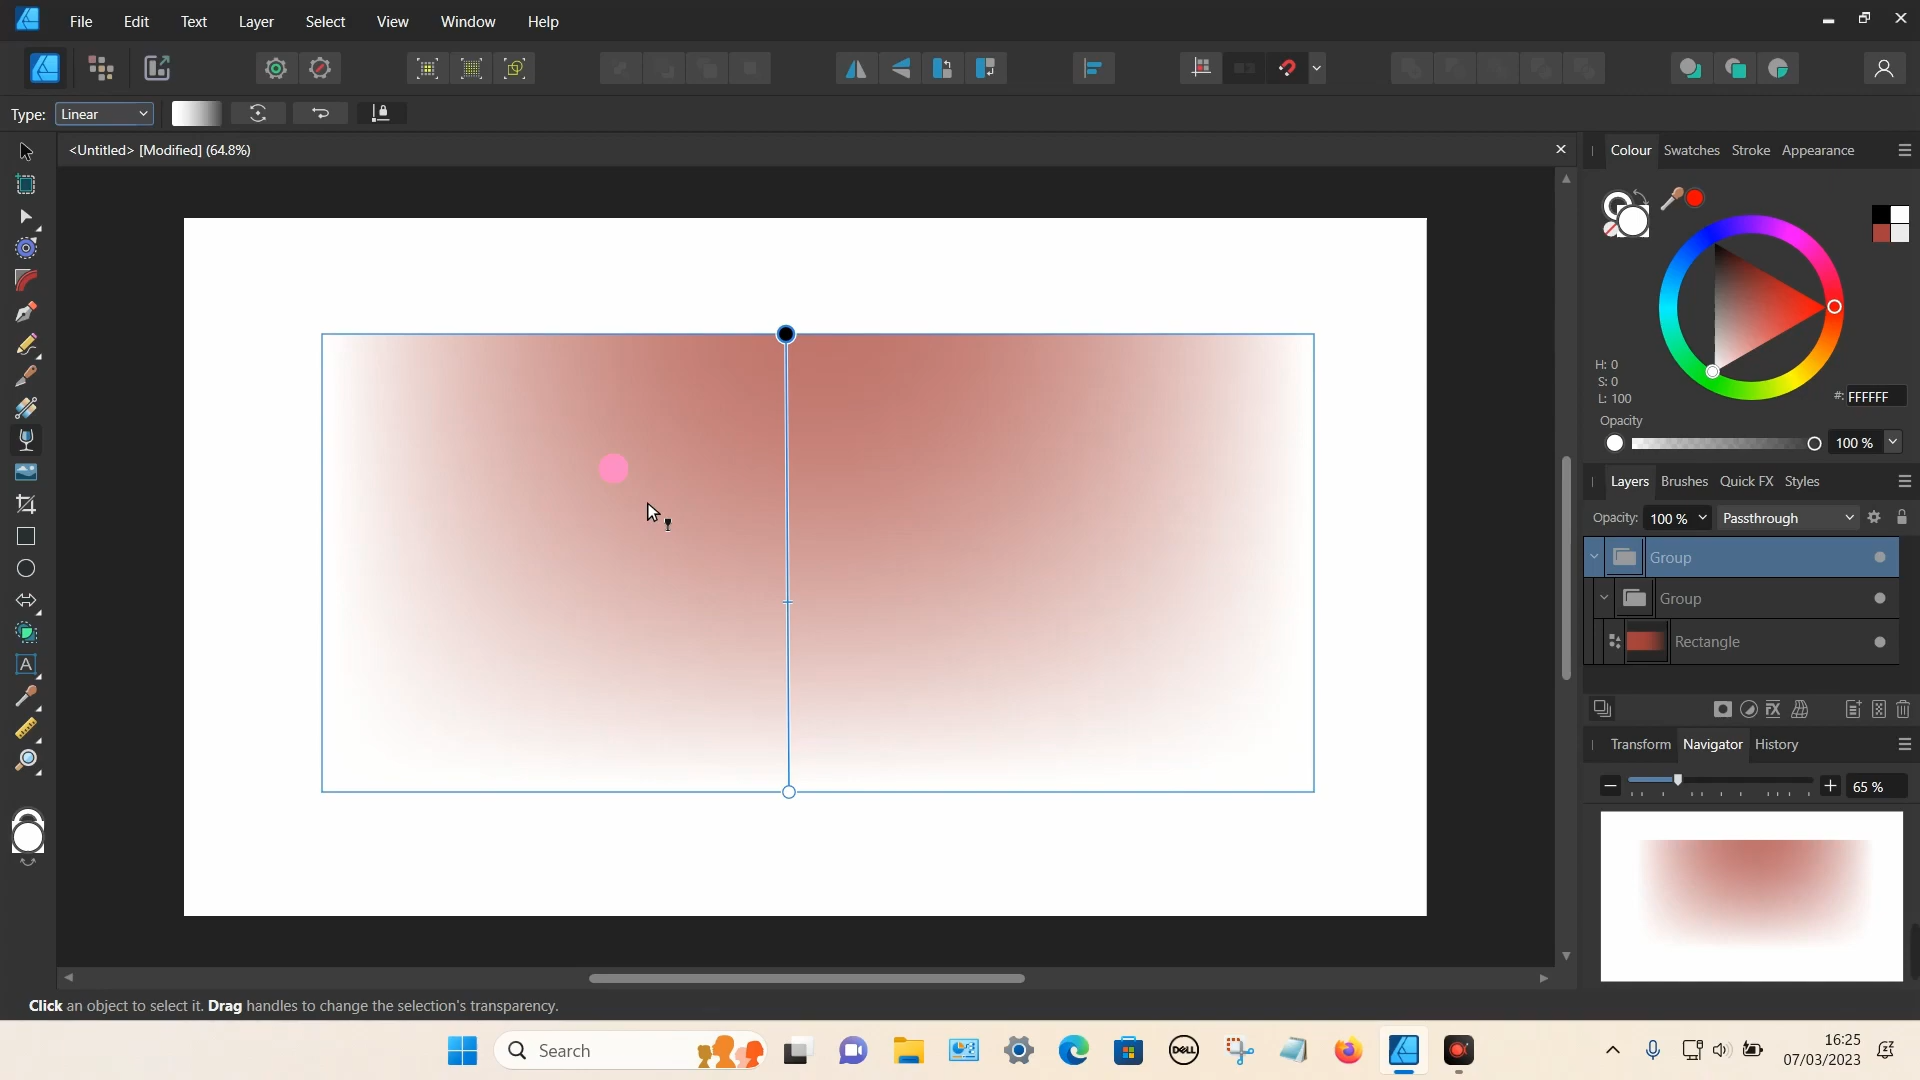 File Edit Text Layer Select View Window Help
Type: Linear
<Untitled> [Modified] (64.8%)
Colour Swatches Stroke Appearance
H: 0
S: 0
L: 100
#: FFFFFF
Opacity
100 %
Layers Brushes Quick FX Styles
Opacity: 100 % Passthrough
Group
Group
Rectangle
Transform Navigator History
65 %
Click an object to select it. Drag handles to change the selection's transparency.
Search
DELL
16:25
07/03/2023